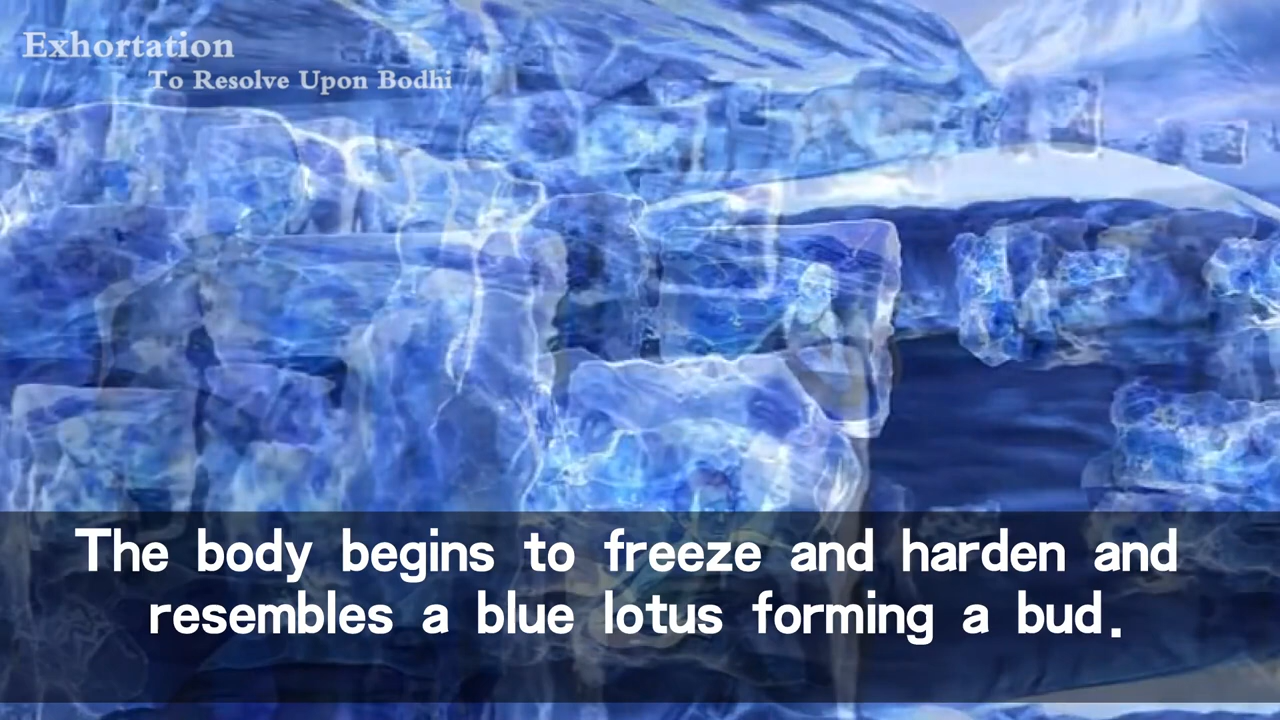 Exhortation
To Resolve Upon Bodhi
The body begins to freeze and harden and
resembles a blue lotus forming a bud.